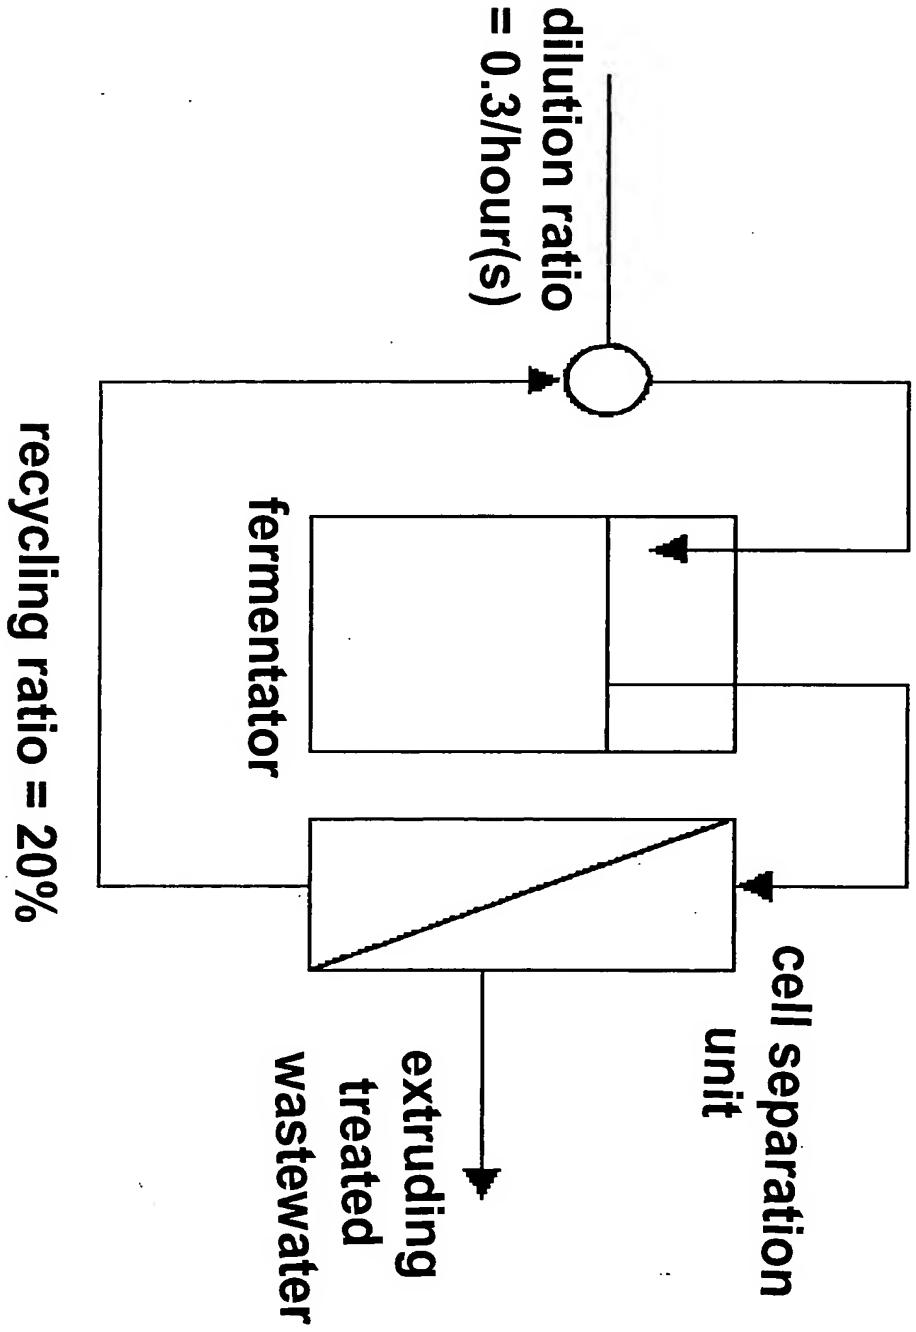 dilution ratio
= 0.3/hour(s)
fermentator
recycling ratio = 20%
cell separation
unit
extruding
treated
wastewater